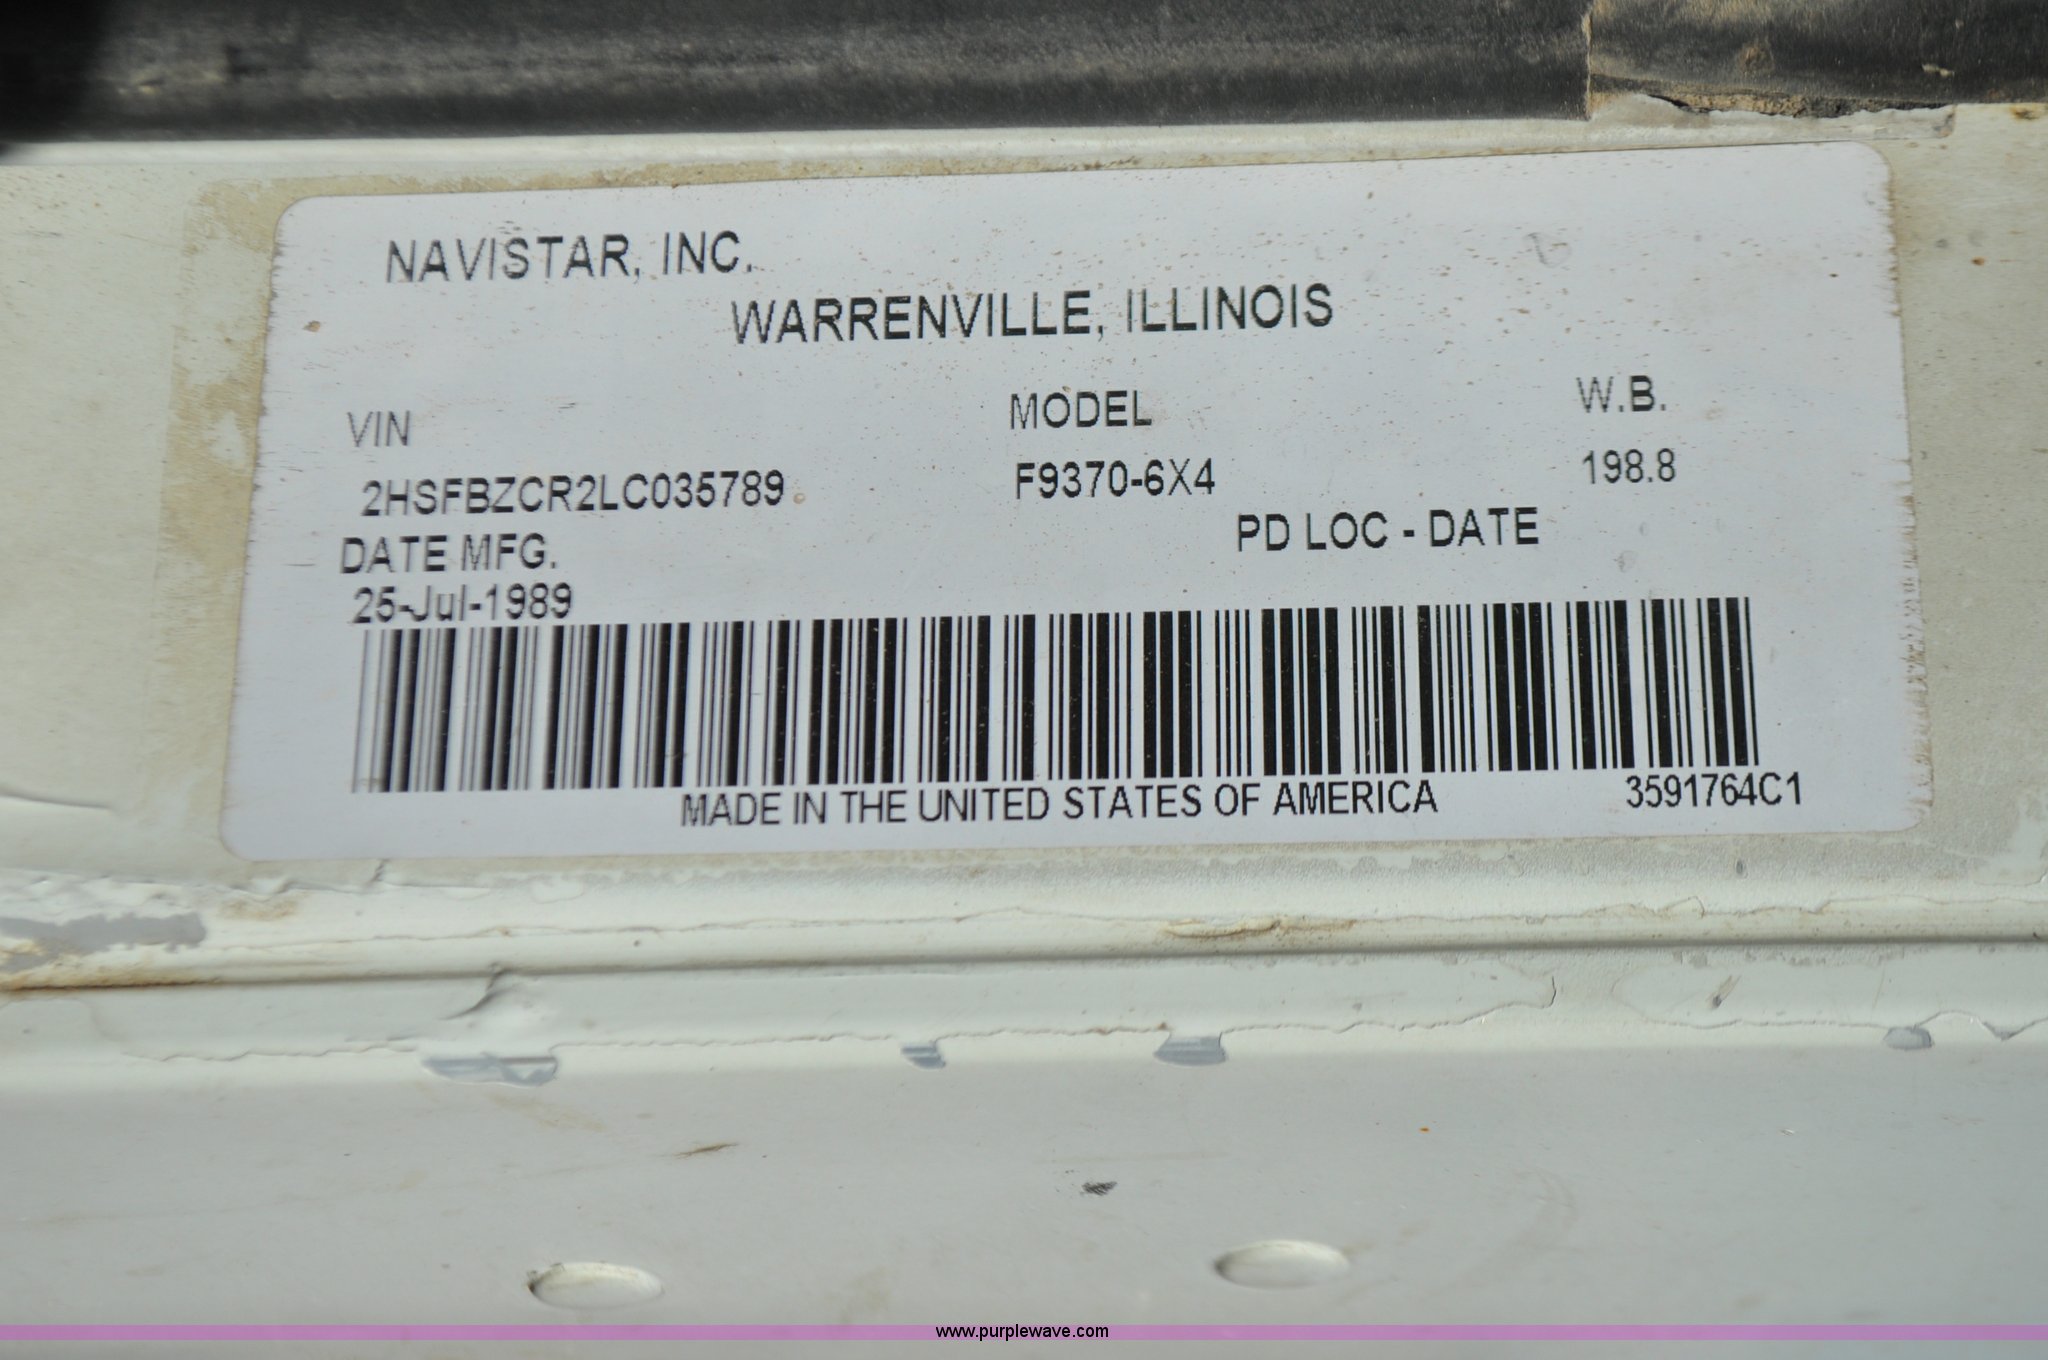 NAVISTAR, INC.
WARRENVILLE, ILLINOIS
VIN MODEL W.B.
2HSFBZCR2LC035789 F9370-6X4 198.8
DATE MFG. PD LOC - DATE
25-Jul-1989
MADE IN THE UNITED STATES OF AMERICA 3591764C1
www.purplewave.com